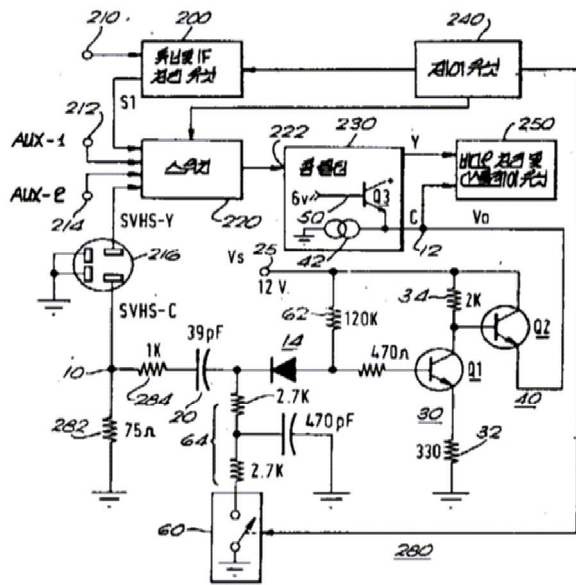 210
200
240
튜너및 IF
처리 유닛
제어 유닛
S1
212
AUX-1
222
230
Y
250
스위치
콤 필터
비디오 처리 및
디스플레이 유닛
AUX-2
214
220
6v
50
Q3
C
42
12
Vo
SVHS-Y
216
Vs
25
12 V.
SVHS-C
62
120K
34
2K
Q2
39pF
14
10
1K
470Ω
Q1
284
20
2.7K
30
40
282
75Ω
64
470pF
330
32
2.7K
60
280